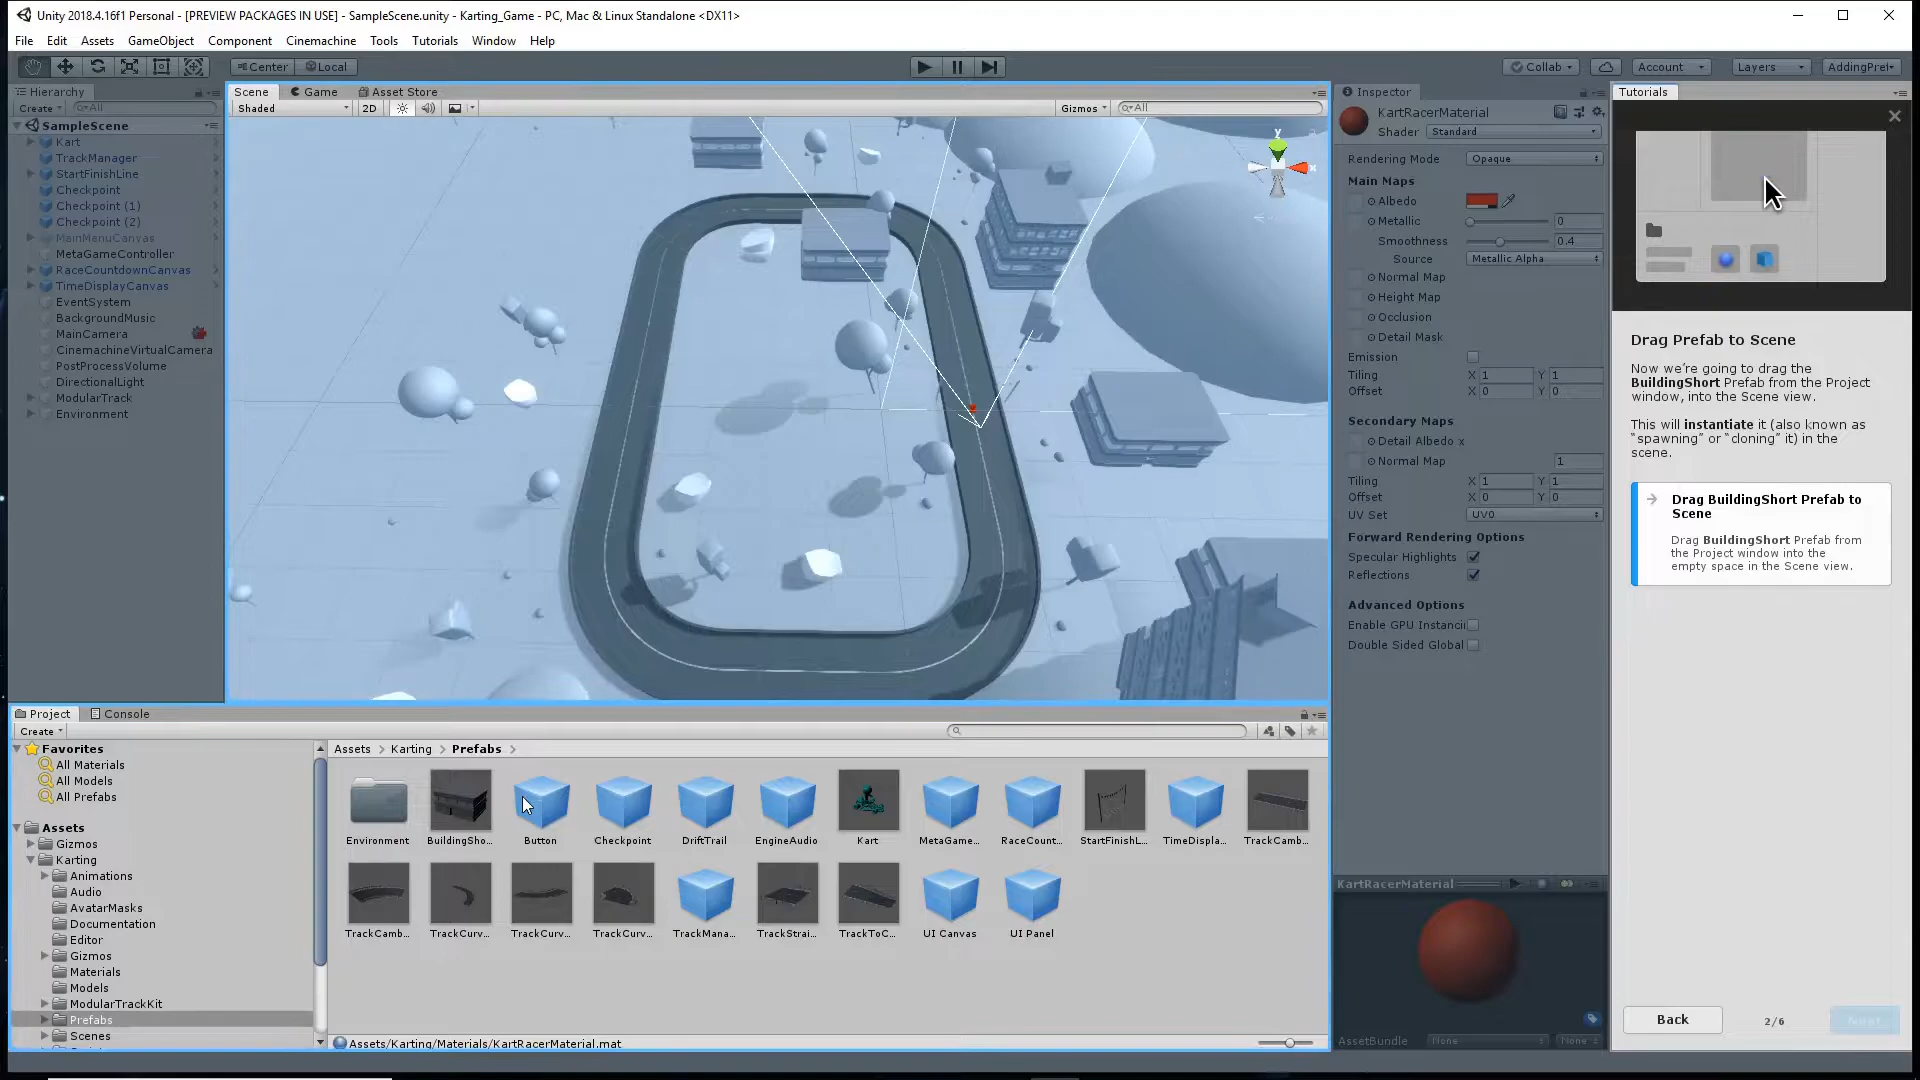 Unity 2018.4.16f1 Personal - [PREVIEW PACKAGES IN USE] - SampleScene.unity - Karting_Game - PC, Mac & Linux Standalone <DX11>
File Edit Assets GameObject Component Cinemachine Tools Tutorials Window Help
Center Local Collab Account Layers AddingPref
Hierarchy
Create All
SampleScene
Kart
TrackManager
StartFinishLine
Checkpoint
Checkpoint (1)
Checkpoint (2)
MainMenuCanvas
MetaGameController
RaceCountdownCanvas
TimeDisplayCanvas
EventSystem
BackgroundMusic
MainCamera
CinemachineVirtualCamera
PostProcessVolume
DirectionalLight
ModularTrack
Environment
Scene Game Asset Store
Shaded 2D Gizmos All
y
x
Inspector
KartRacerMaterial
Shader Standard
Rendering Mode Opaque
Main Maps
Albedo
Metallic 0
Smoothness 0.4
Source Metallic Alpha
Normal Map
Height Map
Occlusion
Detail Mask
Emission
Tiling X 1 Y 1
Offset X 0 Y 0
Secondary Maps
Detail Albedo x
Normal Map 1
Tiling X 1 Y 1
Offset X 0 Y 0
UV Set UV0
Forward Rendering Options
Specular Highlights
Reflections
Advanced Options
Enable GPU Instancii
Double Sided Global
KartRacerMaterial
AssetBundle None None
Tutorials
Drag Prefab to Scene
Now we're going to drag the
BuildingShort Prefab from the Project
window, into the Scene view.
This will instantiate it (also known as
"spawning" or "cloning" it) in the
scene.
Drag BuildingShort Prefab to
Scene
Drag BuildingShort Prefab from
the Project window into the
empty space in the Scene view.
Back 2/6 Next
Project Console
Create
Favorites
All Materials
All Models
All Prefabs
Assets
Gizmos
Karting
Animations
Audio
AvatarMasks
Documentation
Editor
Gizmos
Materials
Models
ModularTrackKit
Prefabs
Scenes
Assets > Karting > Prefabs >
Environment BuildingSho... Button Checkpoint DriftTrail EngineAudio Kart MetaGame... RaceCount... StartFinishL... TimeDispla... TrackCamb...
TrackCamb... TrackCurv... TrackCurv... TrackCurv... TrackMana... TrackStrai... TrackToC... UI Canvas UI Panel
Assets/Karting/Materials/KartRacerMaterial.mat